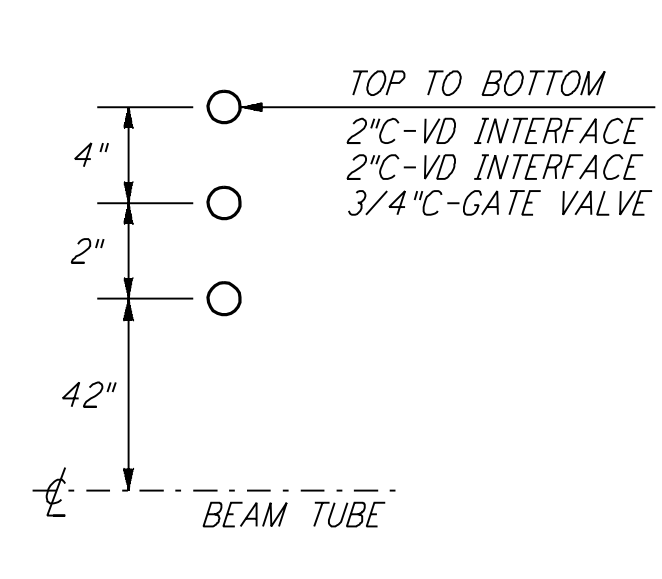 TOP TO BOTTOM
2"C-VD INTERFACE
2"C-VD INTERFACE
3/4"C-GATE VALVE
4"
2"
42"
℄
BEAM TUBE